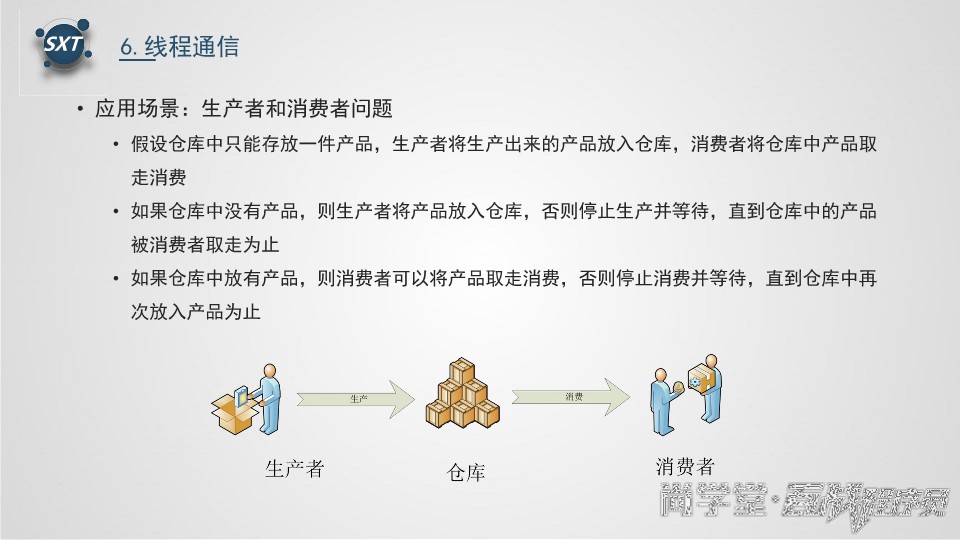 SXT
6.线程通信
• 应用场景：生产者和消费者问题
• 假设仓库中只能存放一件产品，生产者将生产出来的产品放入仓库，消费者将仓库中产品取
走消费
• 如果仓库中没有产品，则生产者将产品放入仓库，否则停止生产并等待，直到仓库中的产品
被消费者取走为止
• 如果仓库中放有产品，则消费者可以将产品取走消费，否则停止消费并等待，直到仓库中再
次放入产品为止
生产
消费
生产者
仓库
消费者
尚学堂·百战程序员